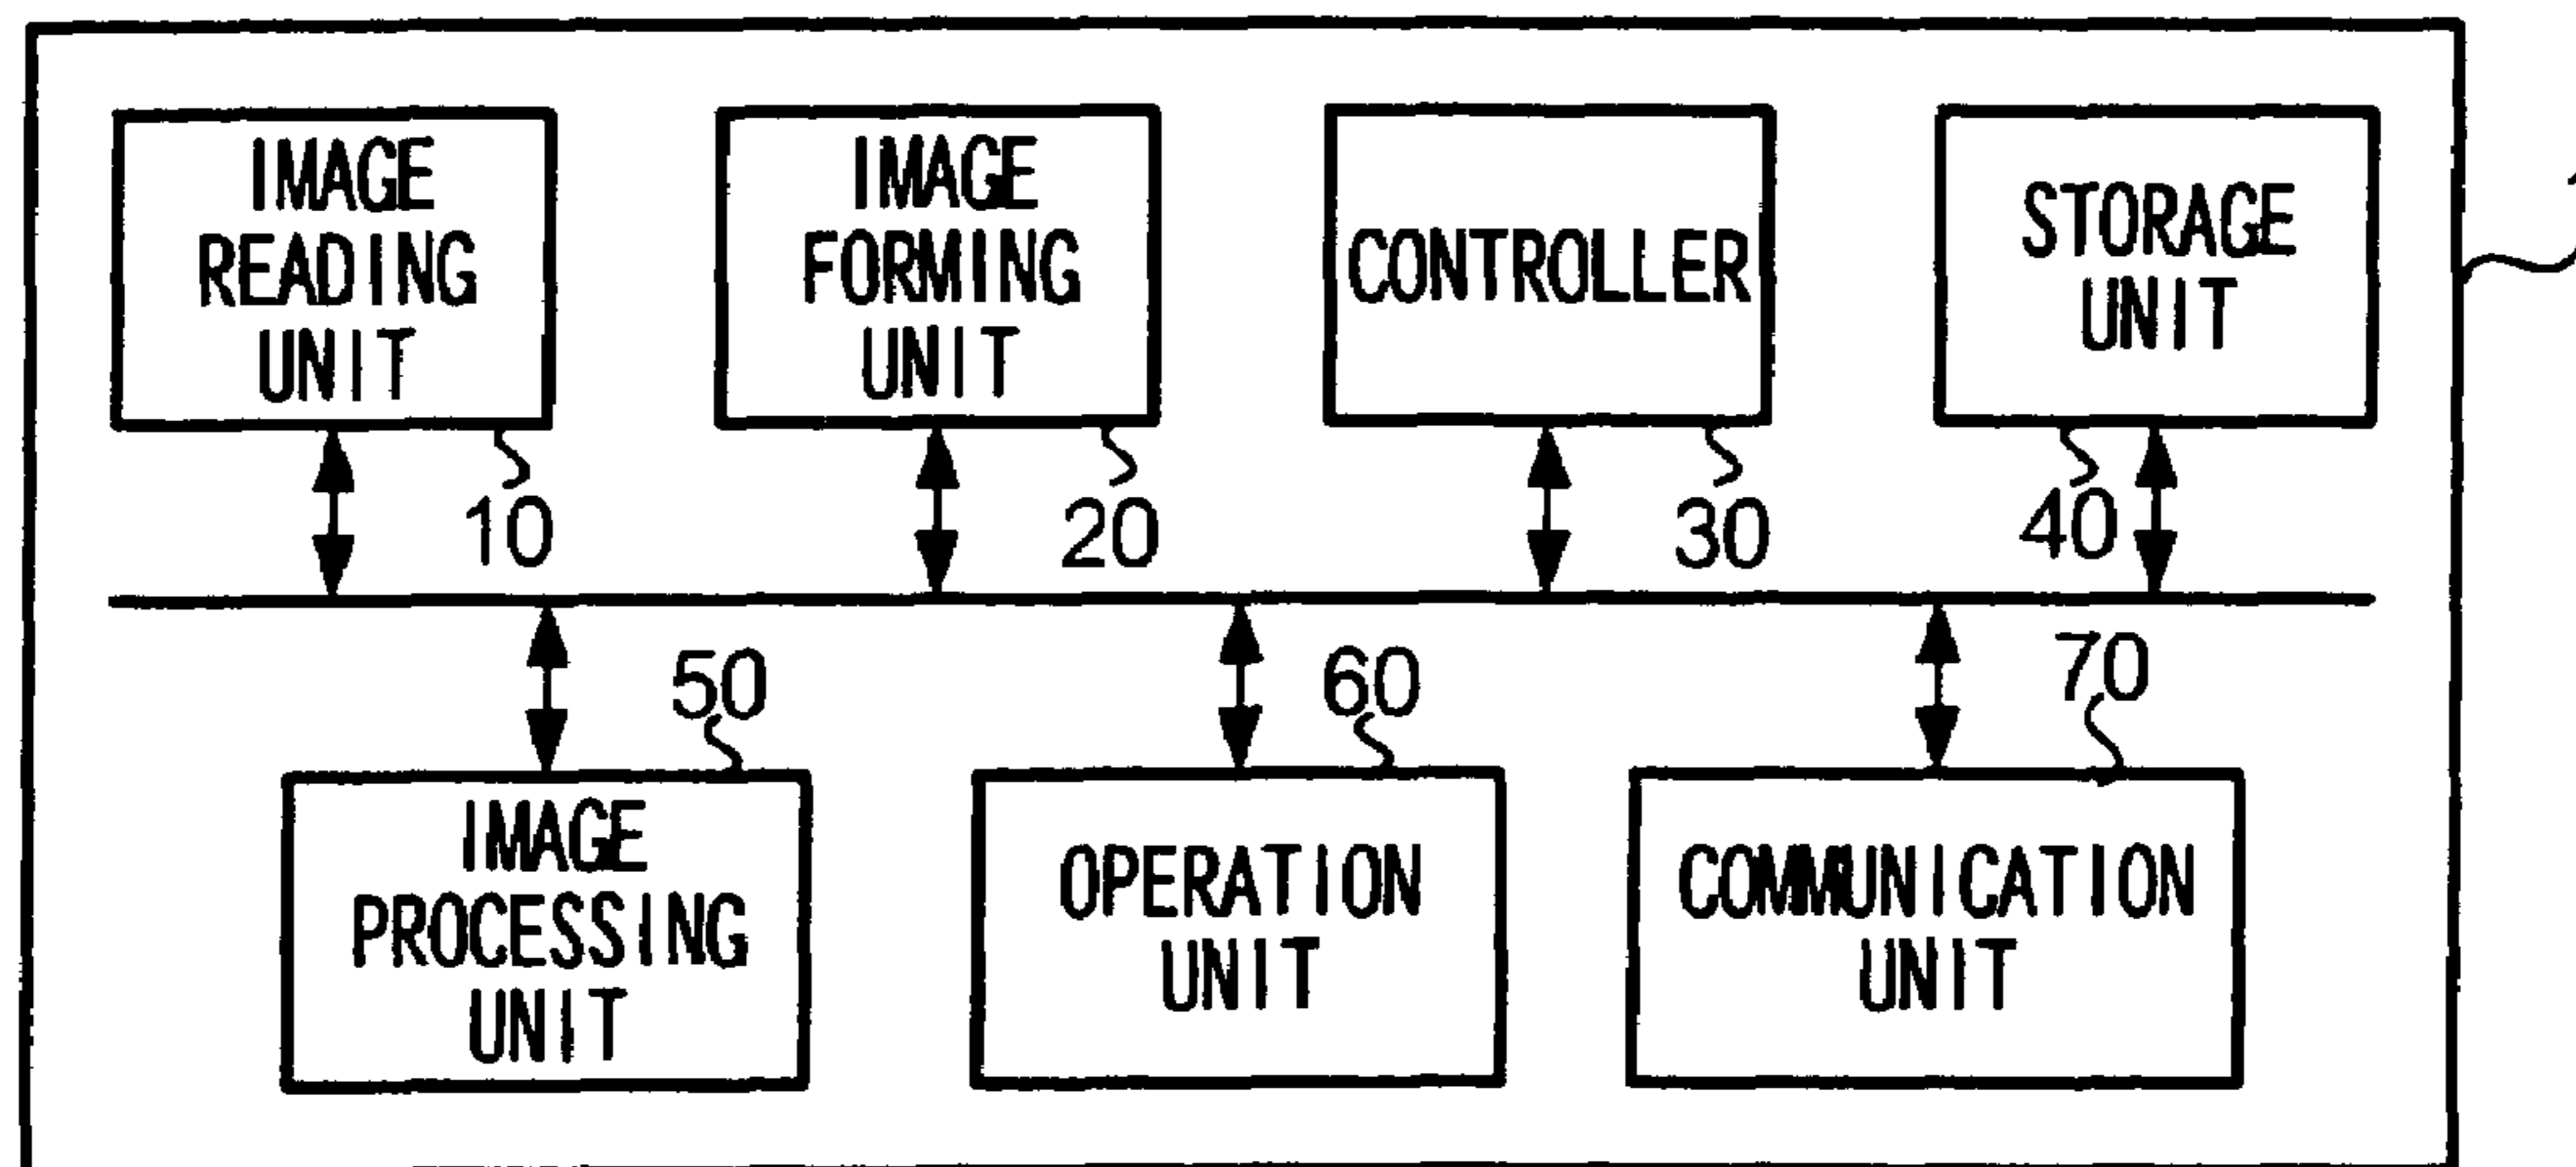 IMAGE
READING
UNIT
10
IMAGE
FORMING
UNIT
20
CONTROLLER
30
STORAGE
UNIT
40
50
IMAGE
PROCESSING
UNIT
60
OPERATION
UNIT
70
COMMUNICATION
UNIT